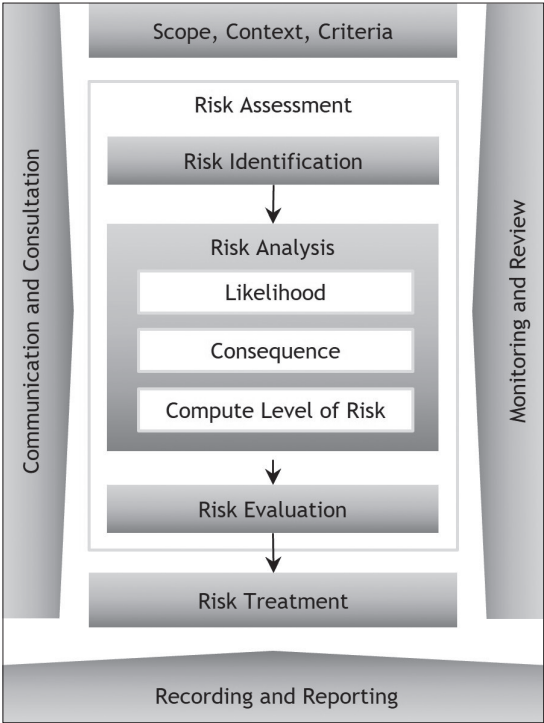 Scope, Context, Criteria
Risk Assessment
Risk Identification
Risk Analysis
Likelihood
Consequence
Compute Level of Risk
Risk Evaluation
Risk Treatment
Communication and Consultation
Monitoring and Review
Recording and Reporting